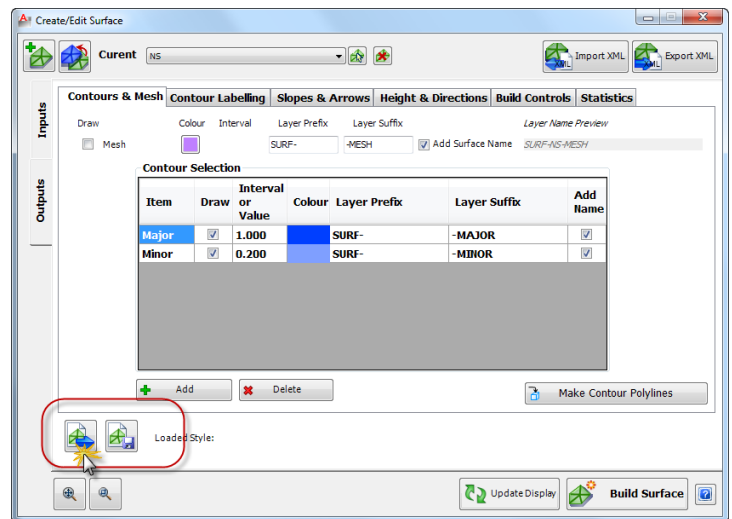 Create/Edit Surface
Curent NS Import XML Export XML
Inputs
Outputs
Contours & Mesh Contour Labelling Slopes & Arrows Height & Directions Build Controls Statistics
Draw Colour Interval Layer Prefix Layer Suffix Layer Name Preview
Mesh SURF- -MESH Add Surface Name SURF-NS-MESH
Contour Selection
Item Draw Interval or Value Colour Layer Prefix Layer Suffix Add Name
Major 1.000 SURF- -MAJOR
Minor 0.200 SURF- -MINOR
Add Delete Make Contour Polylines
Loaded Style:
Update Display Build Surface